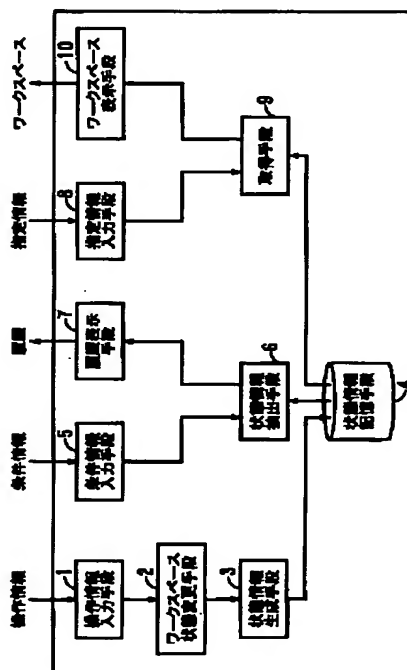 操作情報
条件情報
履歴
指定情報
ワークスペース
1
操作情報
入力手段
2
ワークスペース
状態変更手段
3
状態情報
生成手段
4
状態情報
記憶手段
5
条件情報
入力手段
6
状態情報
抽出手段
7
履歴表示
手段
8
指定情報
入力手段
9
取得手段
10
ワークスペース
表示手段